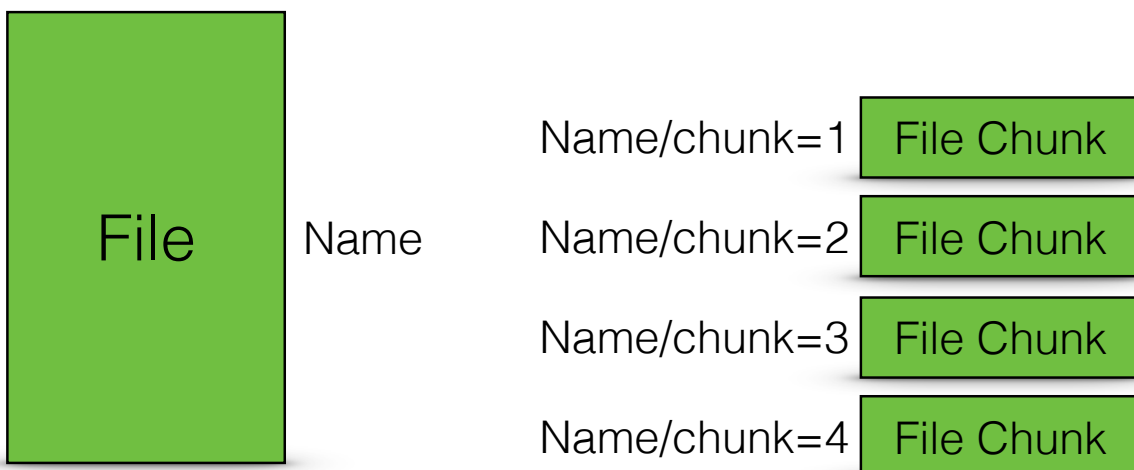 File
Name
Name/chunk=1 File Chunk
Name/chunk=2 File Chunk
Name/chunk=3 File Chunk
Name/chunk=4 File Chunk